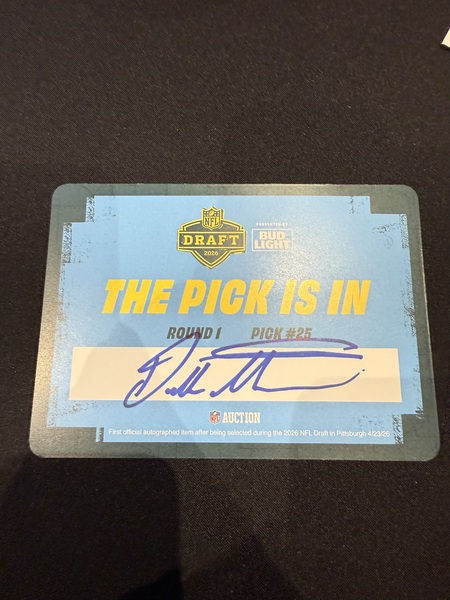 NFL
DRAFT
2026
PRESENTED BY
BUD
LIGHT
THE PICK IS IN
ROUND 1 PICK #25
NFL AUCTION
First official autographed item after being selected during the 2026 NFL Draft in Pittsburgh 4/23/26